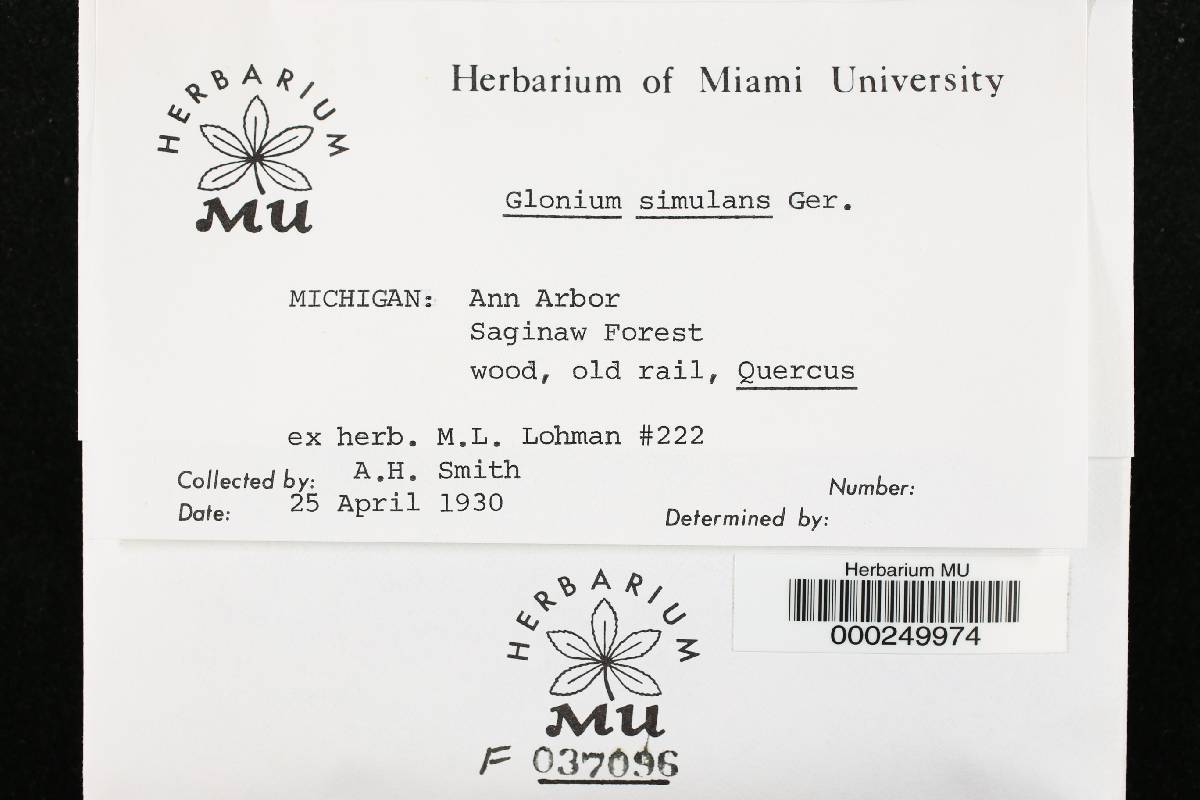 HERBARIUM
MU
Herbarium of Miami University
Glonium simulans Ger.
MICHIGAN: Ann Arbor
Saginaw Forest
wood, old rail, Quercus
ex herb. M.L. Lohman #222
Collected by: A.H. Smith
Date: 25 April 1930
Number:
Determined by:
Herbarium MU
000249974
HERBARIUM
MU
F 037096